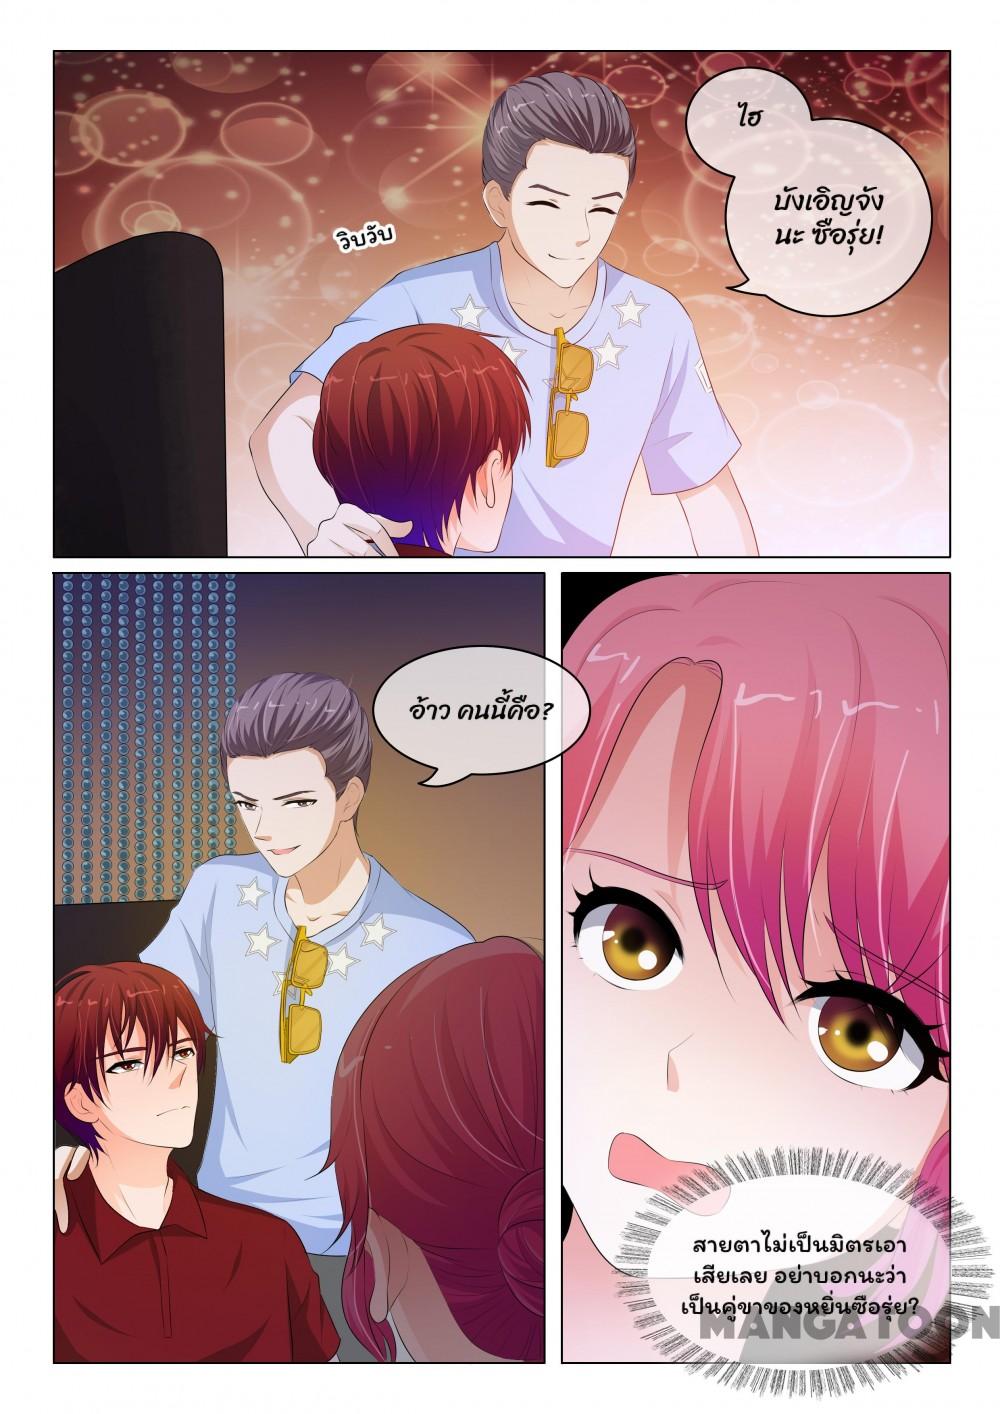 ไฮ
บังเอิญจัง
นะ ซือรุ่ย!
วิบวับ
อ้าว คนนี้คือ?
สายตาไม่เป็นมิตรเอา
เสียเลย อย่าบอกนะว่า
เป็นคู่ขาของหยิ่นซือรุ่ย?
MANGATOON